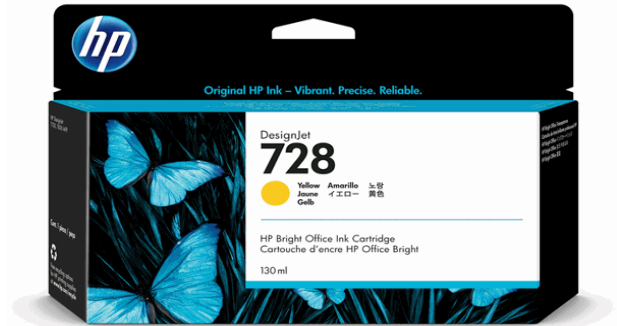 hp
Original HP Ink – Vibrant. Precise. Reliable.
DesignJet
728
Yellow Amarillo 노랑
Jaune イエロー 黄色
Gelb
HP Bright Office Ink Cartridge
Cartouche d'encre HP Office Bright
130 ml